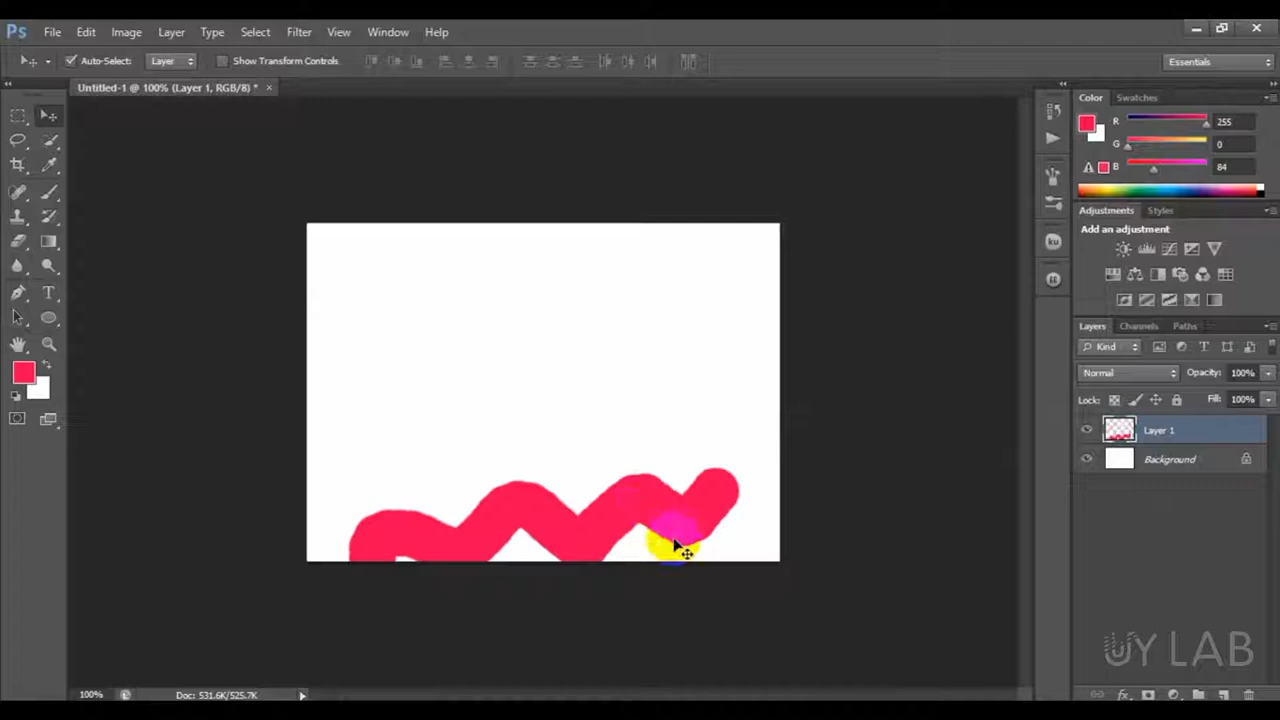 Ps File Edit Image Layer Type Select Filter View Window Help
Auto-Select: Layer Show Transform Controls Essentials
Untitled-1 @ 100% (Layer 1, RGB/8) * ×
Color Swatches
R 255
G 0
B 84
Adjustments Styles
Add an adjustment
Layers Channels Paths
Kind
Normal Opacity: 100%
Lock: Fill: 100%
Layer 1
Background
UY LAB
100% Doc: 531.6K/525.7K